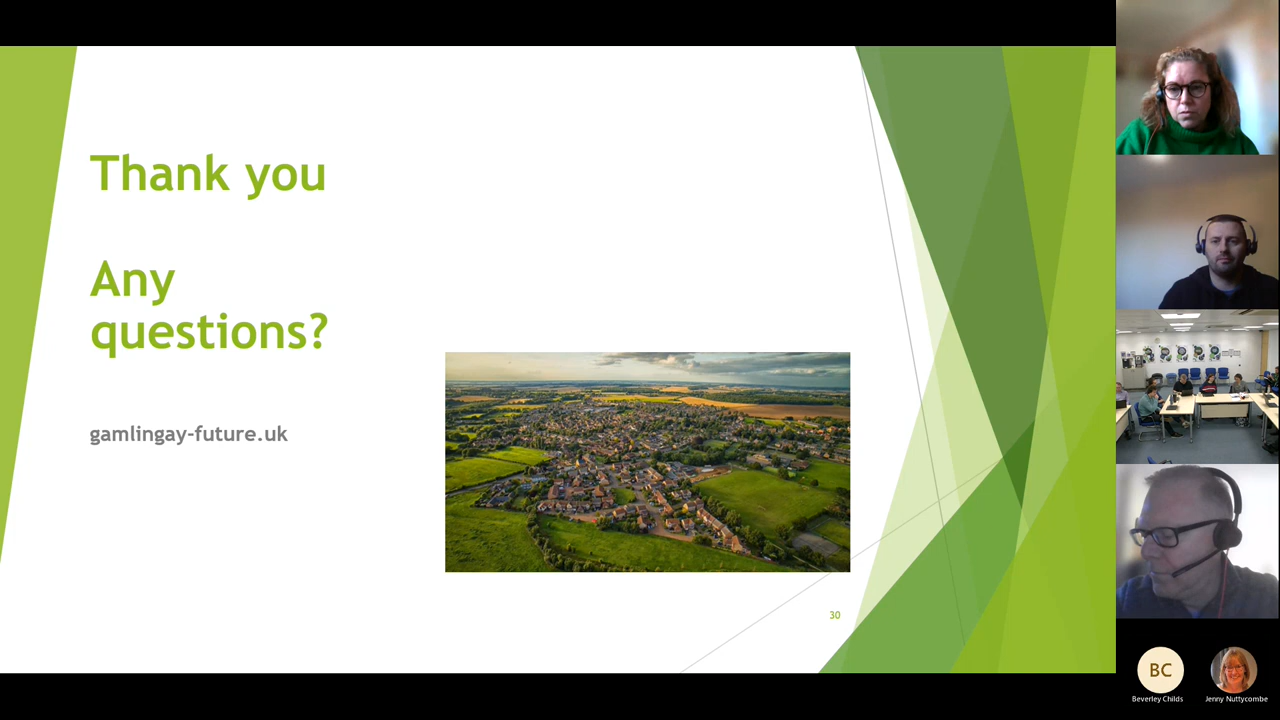 Thank you
Any
questions?
gamlingay-future.uk
30
BC
Beverley Childs
Jenny Nuttycombe